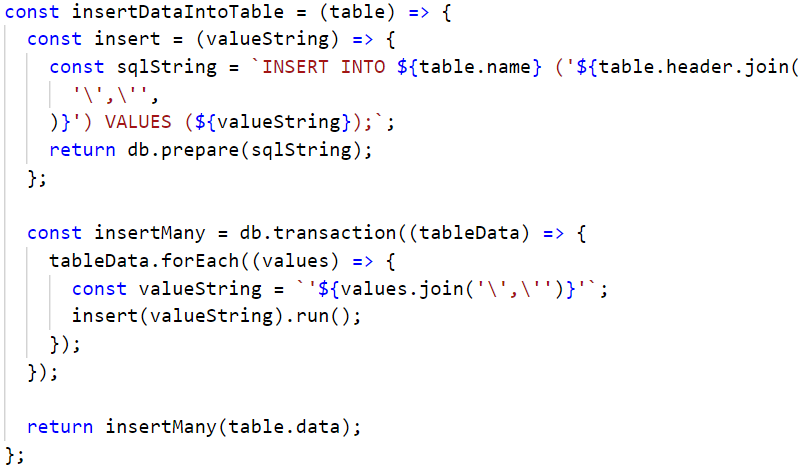 const insertDataIntoTable = (table) => {
  const insert = (valueString) => {
    const sqlString = `INSERT INTO ${table.name} ('${table.header.join(
      '\',\'',
    )}') VALUES (${valueString});`;
    return db.prepare(sqlString);
  };

  const insertMany = db.transaction((tableData) => {
    tableData.forEach((values) => {
      const valueString = `'${values.join('\',\'')}'`;
      insert(valueString).run();
    });
  });

  return insertMany(table.data);
};